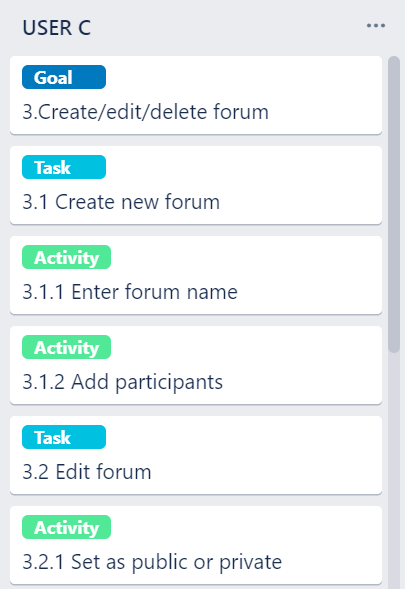 USER C
Goal
3.Create/edit/delete forum
Task
3.1 Create new forum
Activity
3.1.1 Enter forum name
Activity
3.1.2 Add participants
Task
3.2 Edit forum
Activity
3.2.1 Set as public or private